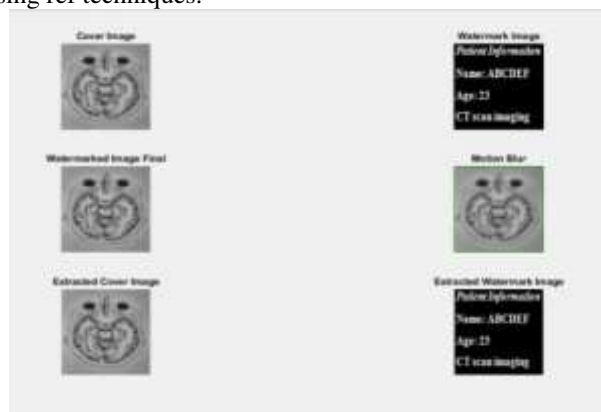 sing ref techniques.
Cover Image
Watermark Image
Patient Information
Name: ABCDEF
Age: 23
CT scan imaging
Watermarked Image Final
Motion Blur
Extracted Cover Image
Extracted Watermark Image
Patient Information
Name: ABCDEF
Age: 23
CT scan imaging